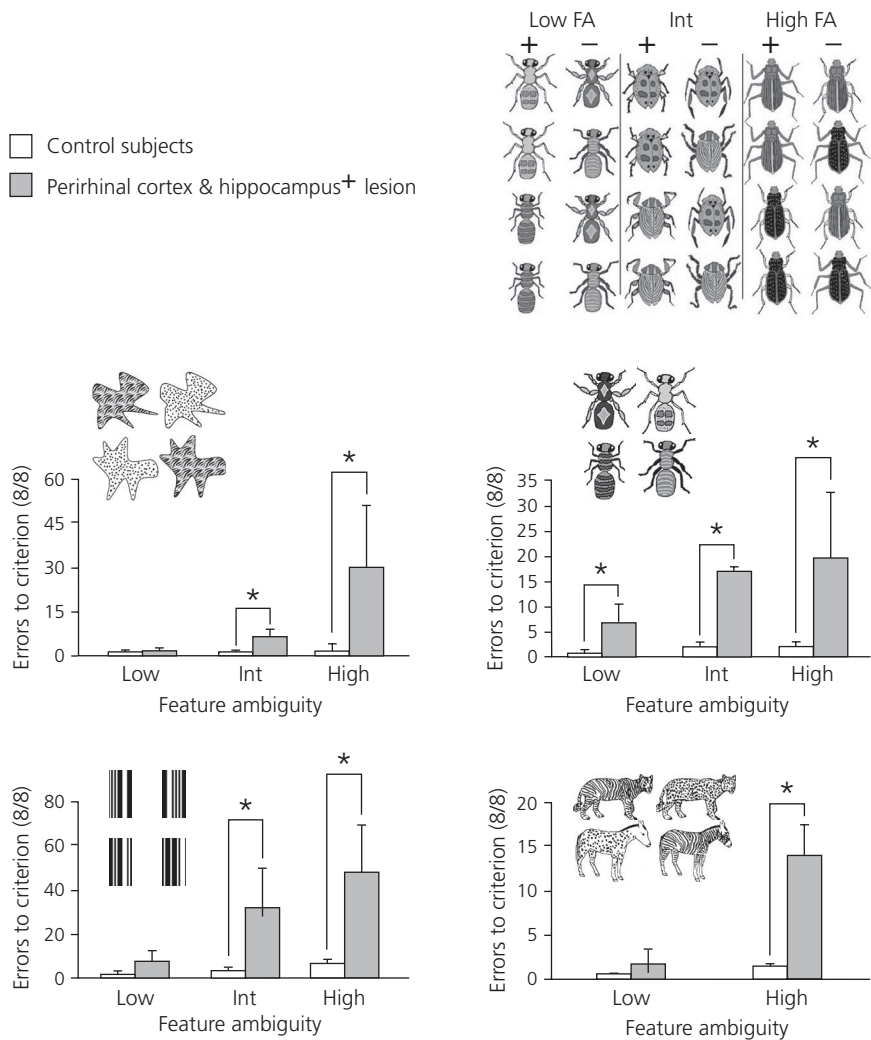 Low FA Int High FA
+ − + − + −
Control subjects
Perirhinal cortex & hippocampus+ lesion
Errors to criterion (8/8)
60
45
30
15
0
*
*
Low Int High
Feature ambiguity
Errors to criterion (8/8)
35
30
25
20
15
10
5
0
*
*
*
Low Int High
Feature ambiguity
Errors to criterion (8/8)
80
60
40
20
0
*
*
Low Int High
Feature ambiguity
Errors to criterion (8/8)
20
15
10
5
0
*
Low High
Feature ambiguity